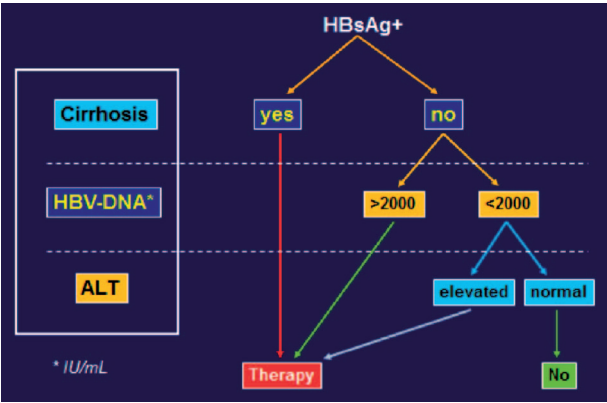 HBsAg+
Cirrhosis
yes
no
HBV-DNA*
>2000
<2000
ALT
elevated
normal
* IU/mL
Therapy
No